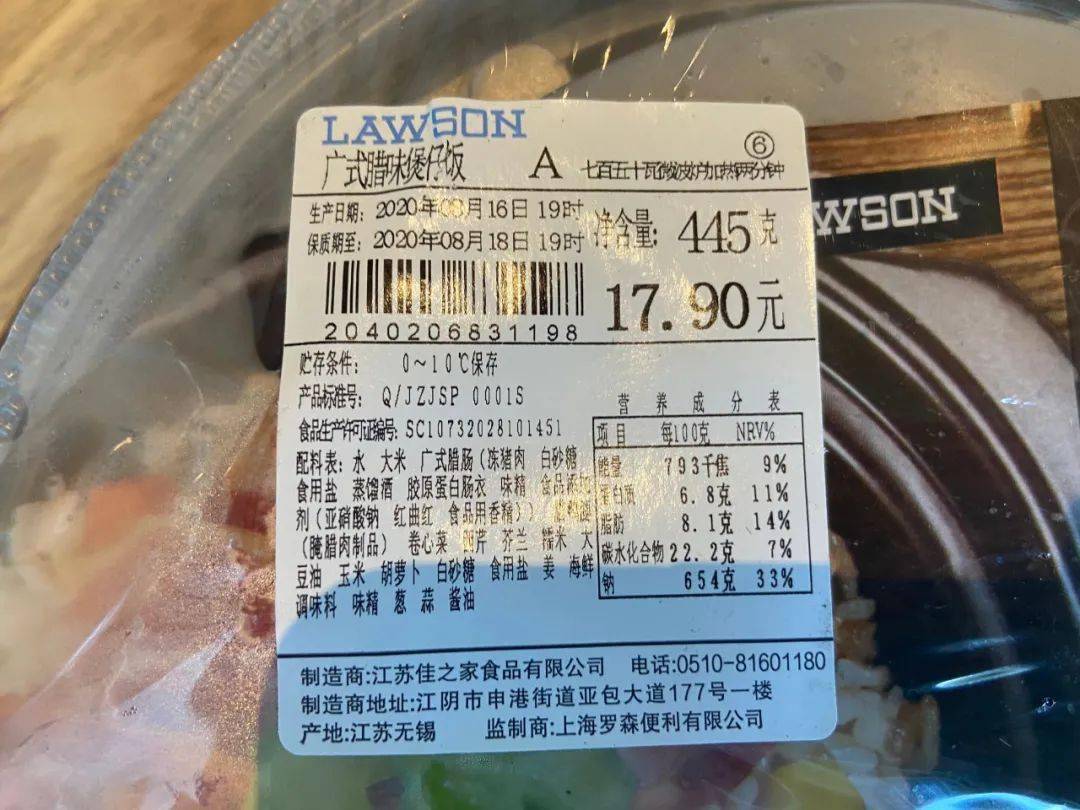 LAWSON
广式腊味煲仔饭 A 七百五十瓦微波炉加热两分钟 ⑥
生产日期: 2020年08月16日 19时
保质期至: 2020年08月18日 19时
净含量: 445克
2040206831198
17.90元
WSON
贮存条件: 0~10℃保存
产品标准号: Q/JZJSP 0001S
食品生产许可证编号: SC10732028101451
配料表: 水 大米 广式腊肠(猪肉 白砂糖
食用盐 蒸馏酒 胶原蛋白肠衣 味精 食品添加
剂(亚硝酸钠 红曲红 食品用香精))
(腌腊肉制品) 卷心菜 西芹 芥兰 糯米 大
豆油 玉米 胡萝卜 白砂糖 食用盐 姜 海鲜
调味料 味精 葱 蒜 酱油
营养成分表
项目 每100克 NRV%
能量 793千焦 9%
蛋白质 6.8克 11%
脂肪 8.1克 14%
碳水化合物 22.2克 7%
钠 654克 33%
制造商:江苏佳之家食品有限公司 电话:0510-81601180
制造商地址:江阴市申港街道亚包大道177号一楼
产地:江苏无锡 监制商:上海罗森便利有限公司